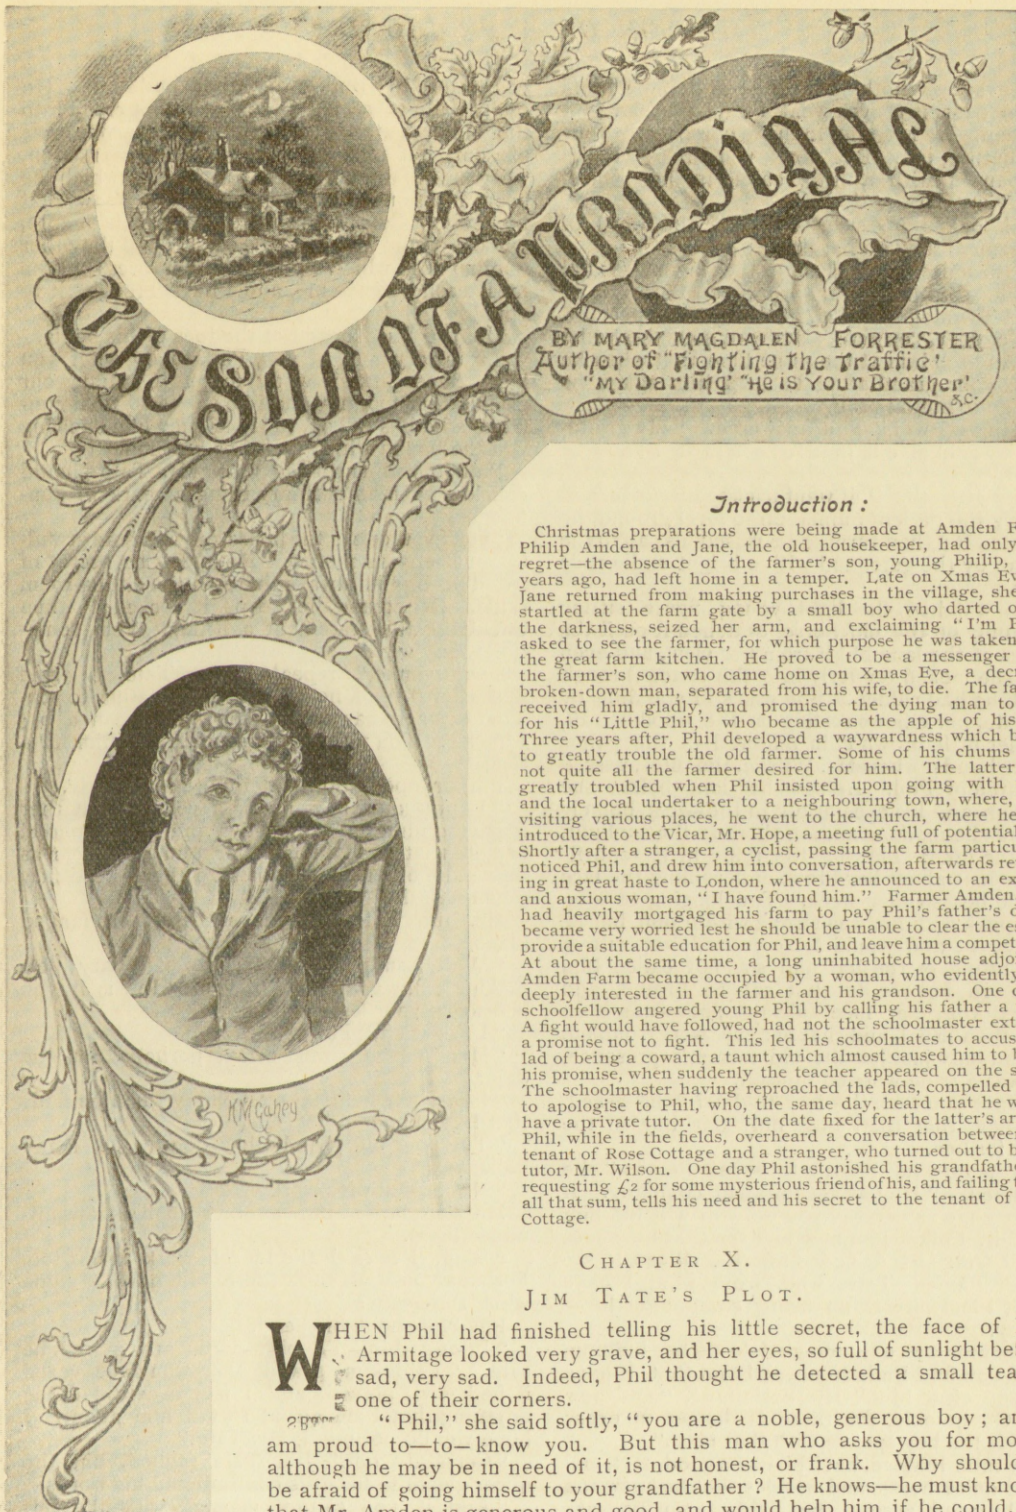 THE SON OF A PRODIGAL
BY MARY MAGDALEN FORRESTER
Author of "Fighting the Traffic'
"MY Darling' "He is Your Brother'
&c.
Introduction :
Christmas preparations were being made at Amden
Philip Amden and Jane, the old housekeeper, had only
regret—the absence of the farmer's son, young Philip,
years ago, had left home in a temper. Late on Xmas
Jane returned from making purchases in the village, she
startled at the farm gate by a small boy who darted
the darkness, seized her arm, and exclaiming "I'm
asked to see the farmer, for which purpose he was taken
the great farm kitchen. He proved to be a messenger
the farmer's son, who came home on Xmas Eve, a
broken-down man, separated from his wife, to die. The
received him gladly, and promised the dying man to
for his "Little Phil," who became as the apple of his
Three years after, Phil developed a waywardness which
to greatly trouble the old farmer. Some of his chums
not quite all the farmer desired for him. The latter
greatly troubled when Phil insisted upon going with
and the local undertaker to a neighbouring town, where,
visiting various places, he went to the church, where he
introduced to the Vicar, Mr. Hope, a meeting full of
Shortly after a stranger, a cyclist, passing the farm
noticed Phil, and drew him into conversation, afterwards
ing in great haste to London, where he announced to an
and anxious woman, "I have found him." Farmer Amden
had heavily mortgaged his farm to pay Phil's father's
became very worried lest he should be unable to clear the
provide a suitable education for Phil, and leave him a
At about the same time, a long uninhabited house
Amden Farm became occupied by a woman, who evidently
deeply interested in the farmer and his grandson. One
schoolfellow angered young Phil by calling his father a
A fight would have followed, had not the schoolmaster
a promise not to fight. This led his schoolmates to
lad of being a coward, a taunt which almost caused him to
his promise, when suddenly the teacher appeared on the
The schoolmaster having reproached the lads, compelled
to apologise to Phil, who, the same day, heard that he
have a private tutor. On the date fixed for the latter's
Phil, while in the fields, overheard a conversation between
tenant of Rose Cottage and a stranger, who turned out to
tutor, Mr. Wilson. One day Phil astonished his
requesting £2 for some mysterious friend of his, and failing
all that sum, tells his need and his secret to the tenant of
Cottage.
CHAPTER X.
JIM TATE'S PLOT.
WHEN Phil had finished telling his little secret, the face of
Armitage looked very grave, and her eyes, so full of sunlight
sad, very sad. Indeed, Phil thought he detected a small
one of their corners.
"Phil," she said softly, "you are a noble, generous boy ;
am proud to—to—know you. But this man who asks you for
although he may be in need of it, is not honest, or frank. Why should
be afraid of going himself to your grandfather ? He knows—he must
that Mr. Amden is generous and good, and would help him if he could.
K M Gahey